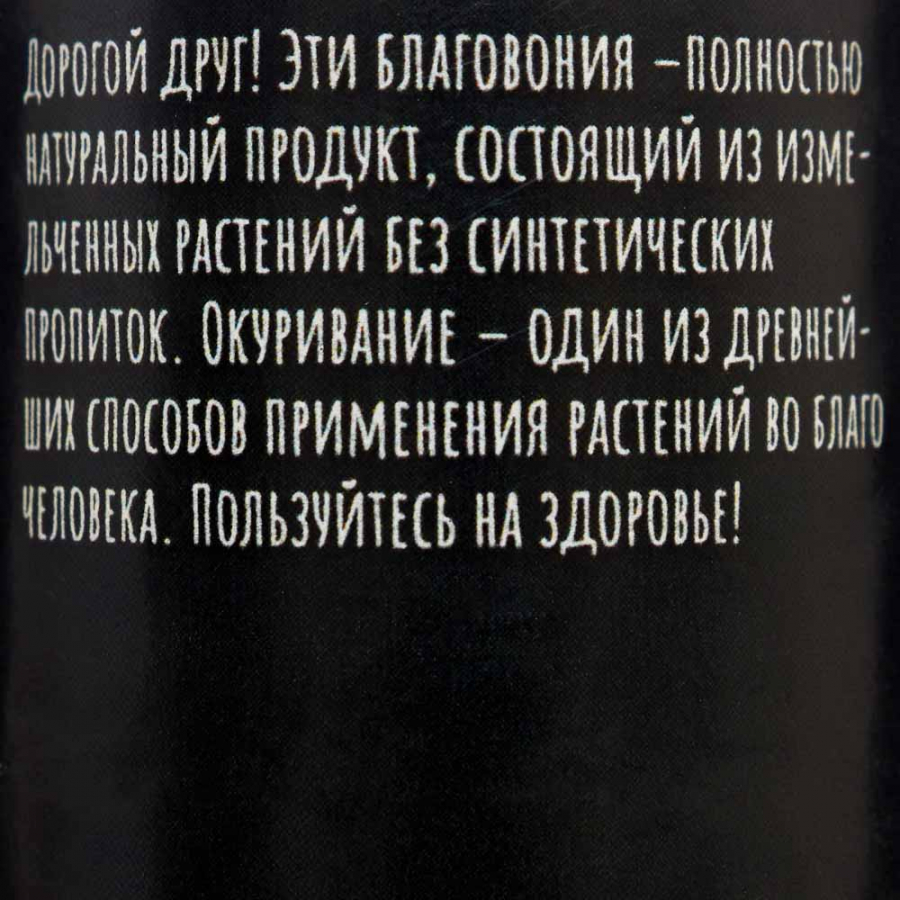 Дорогой друг! Эти благовония –полностью
натуральный продукт, состоящий из изме-
льченных растений без синтетических
пропиток. Окуривание – один из древней-
ших способов применения растений во благо
человека. Пользуйтесь на здоровье!